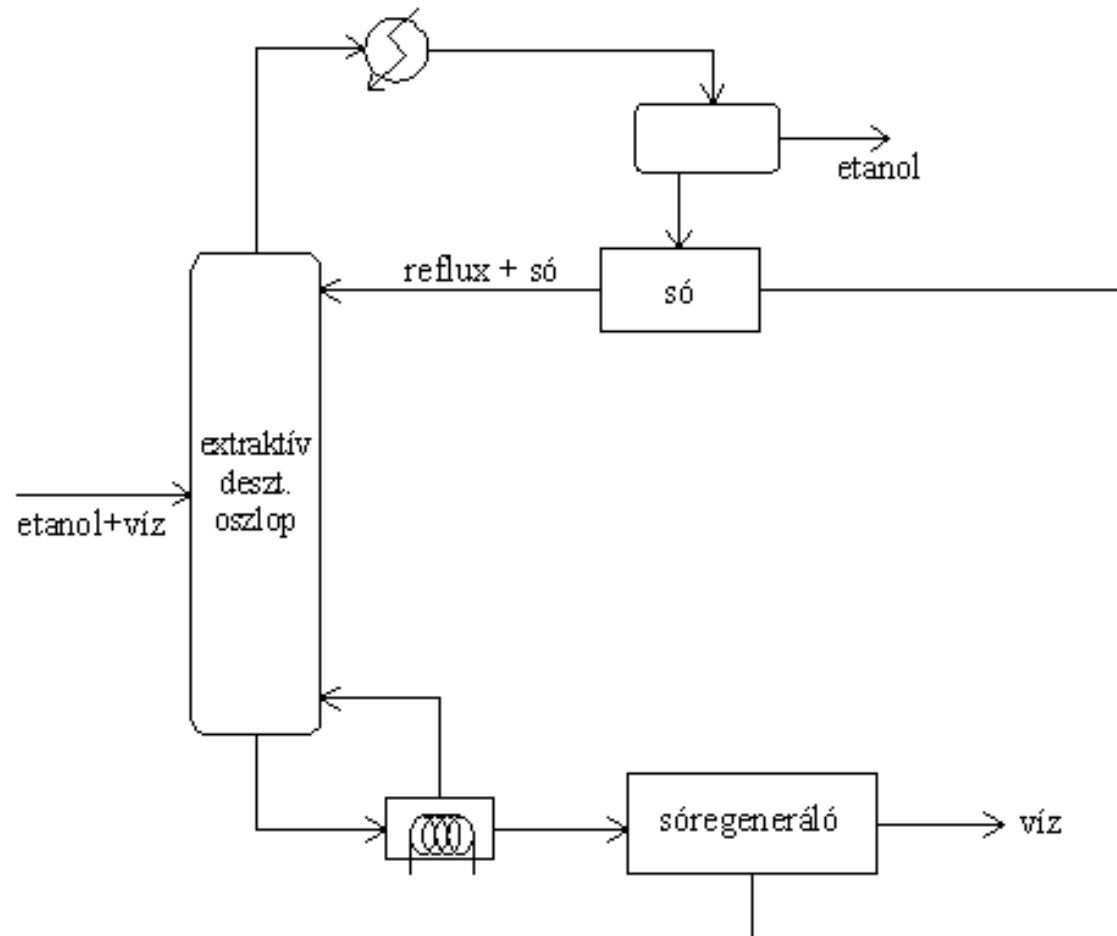 etanol
reflux + só
só
extraktív
deszt.
oszlop
etanol+víz
sóregeneráló
víz